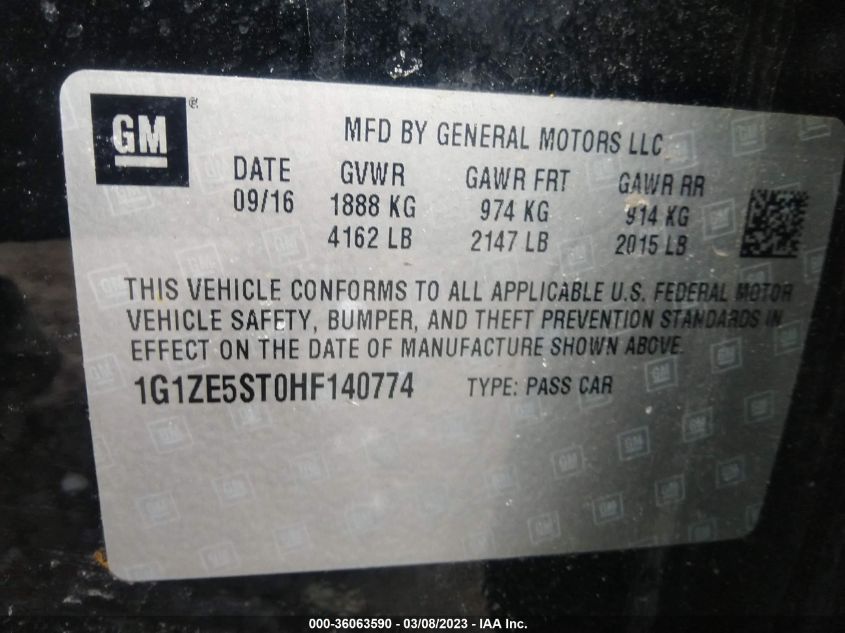 GM ®
MFD BY GENERAL MOTORS LLC
DATE GVWR GAWR FRT GAWR RR
09/16 1888 KG 974 KG 914 KG
4162 LB 2147 LB 2015 LB
THIS VEHICLE CONFORMS TO ALL APPLICABLE U.S. FEDERAL MOTOR
VEHICLE SAFETY, BUMPER, AND THEFT PREVENTION STANDARDS IN
EFFECT ON THE DATE OF MANUFACTURE SHOWN ABOVE.
1G1ZE5ST0HF140774 TYPE: PASS CAR
000-36063590 — 03/08/2023 — IAA Inc.